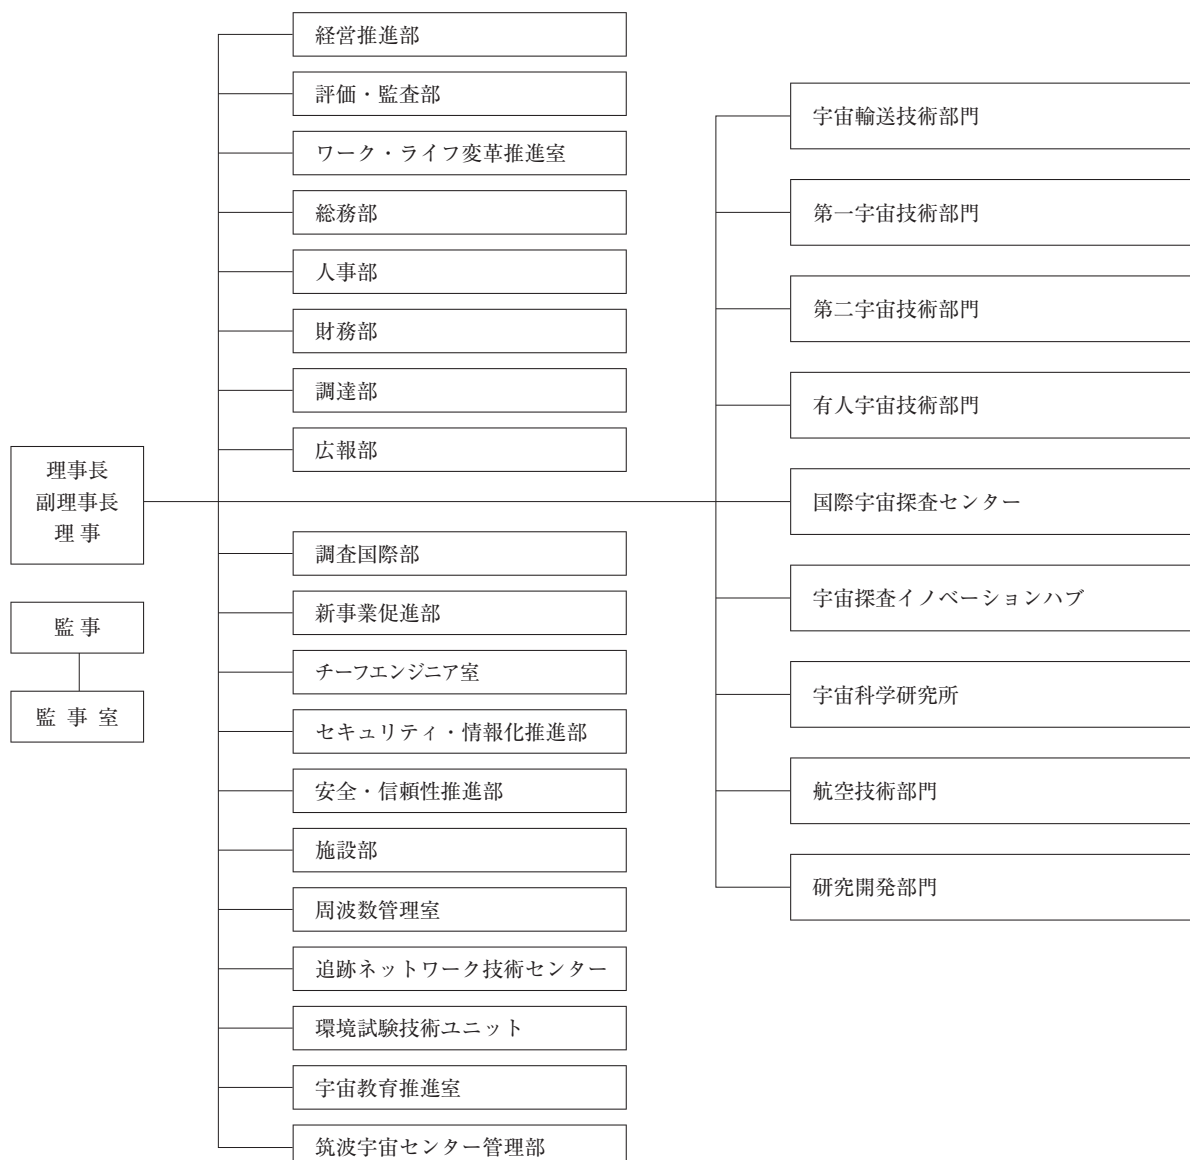 理事長
副理事長
理 事
監 事
監 事 室
経営推進部
評価・監査部
ワーク・ライフ変革推進室
総務部
人事部
財務部
調達部
広報部
調査国際部
新事業促進部
チーフエンジニア室
セキュリティ・情報化推進部
安全・信頼性推進部
施設部
周波数管理室
追跡ネットワーク技術センター
環境試験技術ユニット
宇宙教育推進室
筑波宇宙センター管理部
宇宙輸送技術部門
第一宇宙技術部門
第二宇宙技術部門
有人宇宙技術部門
国際宇宙探査センター
宇宙探査イノベーションハブ
宇宙科学研究所
航空技術部門
研究開発部門